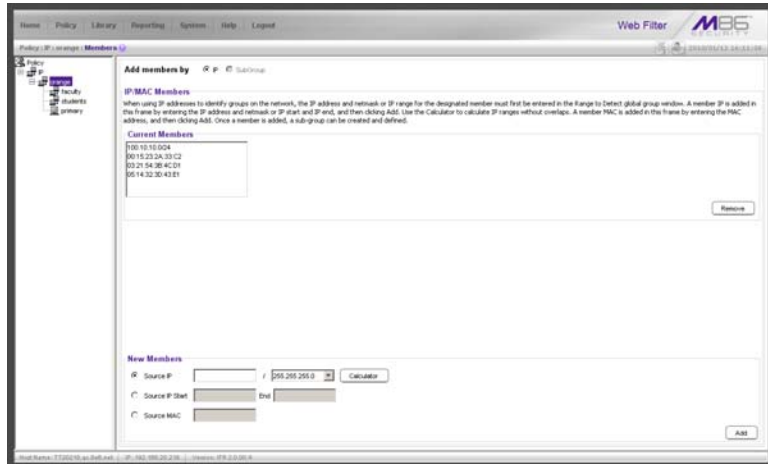 Home Policy Library Reporting System Help Logout
Web Filter
M86
SECURITY
Policy : IP : orange : Members
Policy
IP
orange
faculty
students
primary
Add members by IP SubGroup
IP/MAC Members
When using IP addresses to identify groups on the network, the IP address and netmask or IP range for the designated member must first be entered in the Range to Detect global group window. A member IP is added in
this frame by entering the IP address and netmask or IP start and IP end, and then clicking Add. Use the Calculator to calculate IP ranges without overlaps. A member MAC is added in this frame by entering the MAC
address, and then clicking Add. Once a member is added, a sub-group can be created and defined.
Current Members
100.10.10.0/24
00:15:23:2A:33:C2
03:21:54:3B:4C:D1
05:14:32:3D:43:E1
Remove
New Members
Source IP / 255.255.255.0 Calculator
Source IP Start End
Source MAC
Add
Host Name: IP: Version: